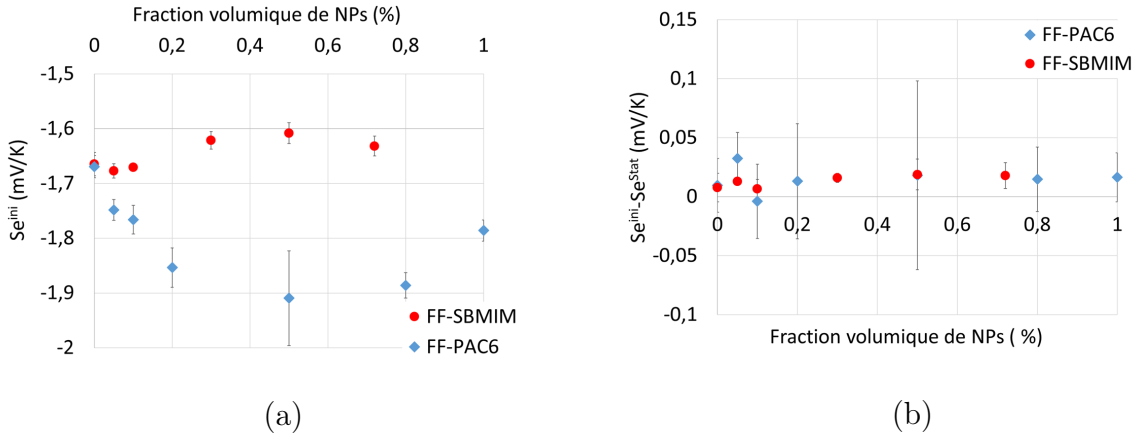 Fraction volumique de NPs (%)
0 0,2 0,4 0,6 0,8 1
-1,5
-1,6
-1,7
-1,8
-1,9
-2
Se^ini (mV/K)
FF-SBMIM
FF-PAC6
(a)
0,15
0,1
0,05
0
-0,05
-0,1
Se^ini-Se^Stat (mV/K)
FF-PAC6
FF-SBMIM
0 0,2 0,4 0,6 0,8 1
Fraction volumique de NPs ( %)
(b)